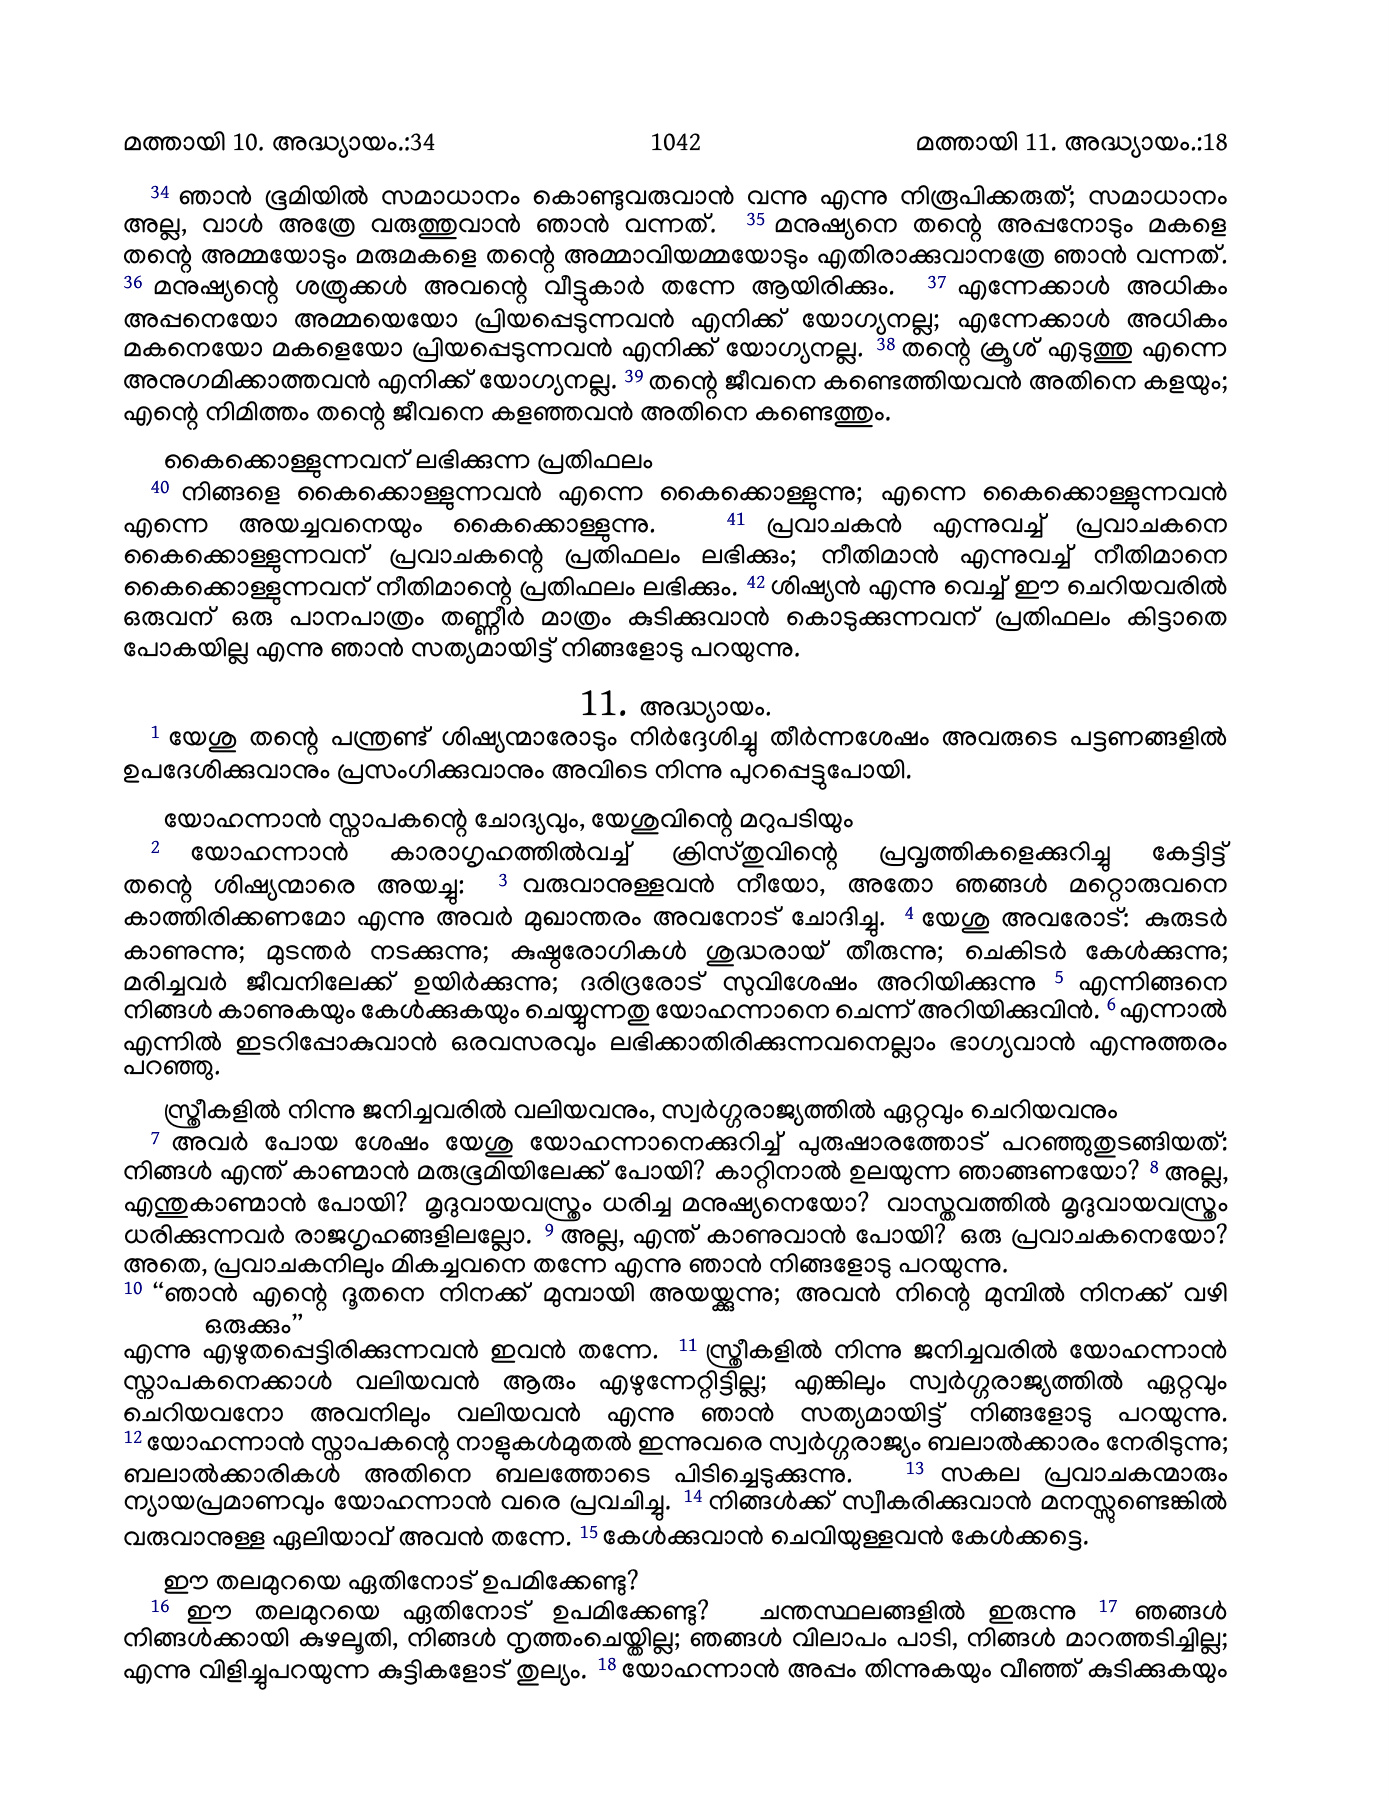 മത്തായി 10. അദ്ധ്യായം.:34 1042 മത്തായി 11. അദ്ധ്യായം.:18
34 ഞാൻ ഭൂമിയിൽ സമാധാനം കൊണ്ടുവരുവാൻ വന്നു എന്നു നിരൂപിക്കരുത്; സമാധാനം
അല്ല, വാൾ അത്രേ വരുത്തുവാൻ ഞാൻ വന്നത്. 35 മനുഷ്യനെ തന്റെ അപ്പനോടും മകളെ
തന്റെ അമ്മയോടും മരുമകളെ തന്റെ അമ്മാവിയമ്മയോടും എതിരാക്കുവാനത്രേ ഞാൻ വന്നത്.
36 മനുഷ്യന്റെ ശത്രുക്കൾ അവന്റെ വീട്ടുകാർ തന്നേ ആയിരിക്കും. 37 എന്നേക്കാൾ അധികം
അപ്പനെയോ അമ്മയെയോ പ്രിയപ്പെടുന്നവൻ എനിക്ക് യോഗ്യനല്ല; എന്നേക്കാൾ അധികം
മകനെയോ മകളെയോ പ്രിയപ്പെടുന്നവൻ എനിക്ക് യോഗ്യനല്ല. 38 തന്റെ ക്രൂശ് എടുത്തു എന്നെ
അനുഗമിക്കാത്തവൻ എനിക്ക് യോഗ്യനല്ല. 39 തന്റെ ജീവനെ കണ്ടെത്തിയവൻ അതിനെ കളയും;
എന്റെ നിമിത്തം തന്റെ ജീവനെ കളഞ്ഞവൻ അതിനെ കണ്ടെത്തും.
കൈക്കൊള്ളുന്നവന് ലഭിക്കുന്ന പ്രതിഫലം
40 നിങ്ങളെ കൈക്കൊള്ളുന്നവൻ എന്നെ കൈക്കൊള്ളുന്നു; എന്നെ കൈക്കൊള്ളുന്നവൻ
എന്നെ അയച്ചവനെയും കൈക്കൊള്ളുന്നു. 41 പ്രവാചകൻ എന്നുവച്ച് പ്രവാചകനെ
കൈക്കൊള്ളുന്നവന് പ്രവാചകന്റെ പ്രതിഫലം ലഭിക്കും; നീതിമാൻ എന്നുവച്ച് നീതിമാനെ
കൈക്കൊള്ളുന്നവന് നീതിമാന്റെ പ്രതിഫലം ലഭിക്കും. 42 ശിഷ്യൻ എന്നു വെച്ച് ഈ ചെറിയവരിൽ
ഒരുവന് ഒരു പാനപാത്രം തണ്ണീർ മാത്രം കുടിക്കുവാൻ കൊടുക്കുന്നവന് പ്രതിഫലം കിട്ടാതെ
പോകയില്ല എന്നു ഞാൻ സത്യമായിട്ട് നിങ്ങളോടു പറയുന്നു.
11. അദ്ധ്യായം.
1 യേശു തന്റെ പന്ത്രണ്ട് ശിഷ്യന്മാരോടും നിർദ്ദേശിച്ചു തീർന്നശേഷം അവരുടെ പട്ടണങ്ങളിൽ
ഉപദേശിക്കുവാനും പ്രസംഗിക്കുവാനും അവിടെ നിന്നു പുറപ്പെട്ടുപോയി.
യോഹന്നാൻ സ്നാപകന്റെ ചോദ്യവും, യേശുവിന്റെ മറുപടിയും
2 യോഹന്നാൻ കാരാഗൃഹത്തിൽവച്ച് ക്രിസ്തുവിന്റെ പ്രവൃത്തികളെക്കുറിച്ചു കേട്ടിട്ട്
തന്റെ ശിഷ്യന്മാരെ അയച്ചു: 3 വരുവാനുള്ളവൻ നീയോ, അതോ ഞങ്ങൾ മറ്റൊരുവനെ
കാത്തിരിക്കണമോ എന്നു അവർ മുഖാന്തരം അവനോട് ചോദിച്ചു. 4 യേശു അവരോട്: കുരുടർ
കാണുന്നു; മുടന്തർ നടക്കുന്നു; കുഷ്ഠരോഗികൾ ശുദ്ധരായ് തീരുന്നു; ചെകിടർ കേൾക്കുന്നു;
മരിച്ചവർ ജീവനിലേക്ക് ഉയിർക്കുന്നു; ദരിദ്രരോട് സുവിശേഷം അറിയിക്കുന്നു 5 എന്നിങ്ങനെ
നിങ്ങൾ കാണുകയും കേൾക്കുകയും ചെയ്യുന്നതു യോഹന്നാനെ ചെന്ന് അറിയിക്കുവിൻ. 6 എന്നാൽ
എന്നിൽ ഇടറിപ്പോകുവാൻ ഒരവസരവും ലഭിക്കാതിരിക്കുന്നവനെല്ലാം ഭാഗ്യവാൻ എന്നുത്തരം
പറഞ്ഞു.
സ്ത്രീകളിൽ നിന്നു ജനിച്ചവരിൽ വലിയവനും, സ്വർഗ്ഗരാജ്യത്തിൽ ഏറ്റവും ചെറിയവനും
7 അവർ പോയ ശേഷം യേശു യോഹന്നാനെക്കുറിച്ച് പുരുഷാരത്തോട് പറഞ്ഞുതുടങ്ങിയത്:
നിങ്ങൾ എന്ത് കാണ്മാൻ മരുഭൂമിയിലേക്ക് പോയി? കാറ്റിനാൽ ഉലയുന്ന ഞാങ്ങണയോ? 8 അല്ല,
എന്തുകാണ്മാൻ പോയി? മൃദുവായവസ്ത്രം ധരിച്ച മനുഷ്യനെയോ? വാസ്തവത്തിൽ മൃദുവായവസ്ത്രം
ധരിക്കുന്നവർ രാജഗൃഹങ്ങളിലല്ലോ. 9 അല്ല, എന്ത് കാണുവാൻ പോയി? ഒരു പ്രവാചകനെയോ?
അതെ, പ്രവാചകനിലും മികച്ചവനെ തന്നേ എന്നു ഞാൻ നിങ്ങളോടു പറയുന്നു.
10 “ഞാൻ എന്റെ ദൂതനെ നിനക്ക് മുമ്പായി അയയ്ക്കുന്നു; അവൻ നിന്റെ മുമ്പിൽ നിനക്ക് വഴി
ഒരുക്കും”
എന്നു എഴുതപ്പെട്ടിരിക്കുന്നവൻ ഇവൻ തന്നേ. 11 സ്ത്രീകളിൽ നിന്നു ജനിച്ചവരിൽ യോഹന്നാൻ
സ്നാപകനെക്കാൾ വലിയവൻ ആരും എഴുന്നേറ്റിട്ടില്ല; എങ്കിലും സ്വർഗ്ഗരാജ്യത്തിൽ ഏറ്റവും
ചെറിയവനോ അവനിലും വലിയവൻ എന്നു ഞാൻ സത്യമായിട്ട് നിങ്ങളോടു പറയുന്നു.
12 യോഹന്നാൻ സ്നാപകന്റെ നാളുകൾമുതൽ ഇന്നുവരെ സ്വർഗ്ഗരാജ്യം ബലാൽക്കാരം നേരിടുന്നു;
ബലാൽക്കാരികൾ അതിനെ ബലത്തോടെ പിടിച്ചെടുക്കുന്നു. 13 സകല പ്രവാചകന്മാരും
ന്യായപ്രമാണവും യോഹന്നാൻ വരെ പ്രവചിച്ചു. 14 നിങ്ങൾക്ക് സ്വീകരിക്കുവാൻ മനസ്സുണ്ടെങ്കിൽ
വരുവാനുള്ള ഏലിയാവ് അവൻ തന്നേ. 15 കേൾക്കുവാൻ ചെവിയുള്ളവൻ കേൾക്കട്ടെ.
ഈ തലമുറയെ ഏതിനോട് ഉപമിക്കേണ്ടു?
16 ഈ തലമുറയെ ഏതിനോട് ഉപമിക്കേണ്ടു? ചന്തസ്ഥലങ്ങളിൽ ഇരുന്നു 17 ഞങ്ങൾ
നിങ്ങൾക്കായി കുഴലൂതി, നിങ്ങൾ നൃത്തംചെയ്തില്ല; ഞങ്ങൾ വിലാപം പാടി, നിങ്ങൾ മാറത്തടിച്ചില്ല;
എന്നു വിളിച്ചുപറയുന്ന കുട്ടികളോട് തുല്യം. 18 യോഹന്നാൻ അപ്പം തിന്നുകയും വീഞ്ഞ് കുടിക്കുകയും